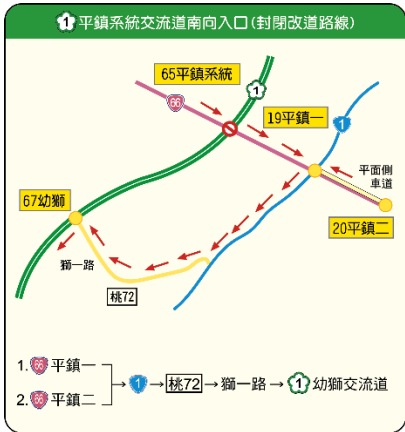 1 平鎮系統交流道南向入口(封閉改道路線)
65平鎮系統
66
1
19平鎮一
1
平面側
車道
67幼獅
20平鎮二
獅一路
桃72
1. 66 平鎮一
2. 66 平鎮二
→ 1 → 桃72 → 獅一路 → 1 幼獅交流道